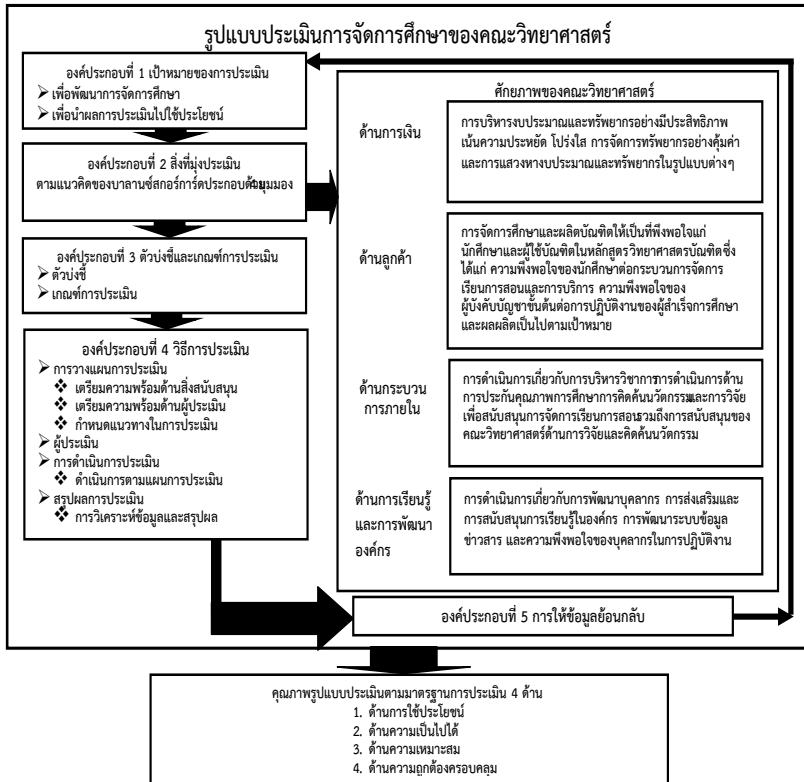 รูปแบบประเมินการจัดการศึกษาของคณะวิทยาศาสตร์
องค์ประกอบที่ 1 เป้าหมายของการประเมิน
➢ เพื่อพัฒนาการจัดการศึกษา
➢ เพื่อนำผลการประเมินไปใช้ประโยชน์
องค์ประกอบที่ 2 สิ่งที่มุ่งประเมิน
ตามแนวคิดของบาลานซ์สกอร์การ์ดประกอบด้วย 4 มุมมอง
องค์ประกอบที่ 3 ตัวบ่งชี้และเกณฑ์การประเมิน
➢ ตัวบ่งชี้
➢ เกณฑ์การประเมิน
องค์ประกอบที่ 4 วิธีการประเมิน
➢ การวางแผนการประเมิน
❖ เตรียมความพร้อมด้านสิ่งสนับสนุน
❖ เตรียมความพร้อมด้านผู้ประเมิน
❖ กำหนดแนวทางในการประเมิน
➢ ผู้ประเมิน
➢ การดำเนินการประเมิน
❖ ดำเนินการตามแผนการประเมิน
➢ สรุปผลการประเมิน
❖ การวิเคราะห์ข้อมูลและสรุปผล
ศักยภาพของคณะวิทยาศาสตร์
ด้านการเงิน
การบริหารงบประมาณและทรัพยากรอย่างมีประสิทธิภาพ
เน้นความประหยัด โปร่งใส การจัดการทรัพยากรอย่างคุ้มค่า
และการแสวงหางบประมาณและทรัพยากรในรูปแบบต่างๆ
ด้านลูกค้า
การจัดการศึกษาและผลิตบัณฑิตให้เป็นที่พึงพอใจแก่
นักศึกษาและผู้ใช้บัณฑิตในหลักสูตรวิทยาศาสตรบัณฑิตซึ่ง
ได้แก่ ความพึงพอใจของนักศึกษาต่อกระบวนการจัดการ
เรียนการสอนและการบริการ ความพึงพอใจของ
ผู้บังคับบัญชาขั้นต้นต่อการปฏิบัติงานของผู้สำเร็จการศึกษา
และผลผลิตเป็นไปตามเป้าหมาย
ด้านกระบวน
การภายใน
การดำเนินการเกี่ยวกับการบริหารวิชาการการดำเนินการด้าน
การประกันคุณภาพการศึกษาการคิดค้นนวัตกรรมและการวิจัย
เพื่อสนับสนุนการจัดการเรียนการสอนรวมถึงการสนับสนุนของ
คณะวิทยาศาสตร์ด้านการวิจัยและคิดค้นนวัตกรรม
ด้านการเรียนรู้
และการพัฒนา
องค์กร
การดำเนินการเกี่ยวกับการพัฒนาบุคลากร การส่งเสริมและ
การสนับสนุนการเรียนรู้ในองค์กร การพัฒนาระบบข้อมูล
ข่าวสาร และความพึงพอใจของบุคลากรในการปฏิบัติงาน
องค์ประกอบที่ 5 การให้ข้อมูลย้อนกลับ
คุณภาพรูปแบบประเมินตามมาตรฐานการประเมิน 4 ด้าน
1. ด้านการใช้ประโยชน์
2. ด้านความเป็นไปได้
3. ด้านความเหมาะสม
4. ด้านความถูกต้องครอบคลุม